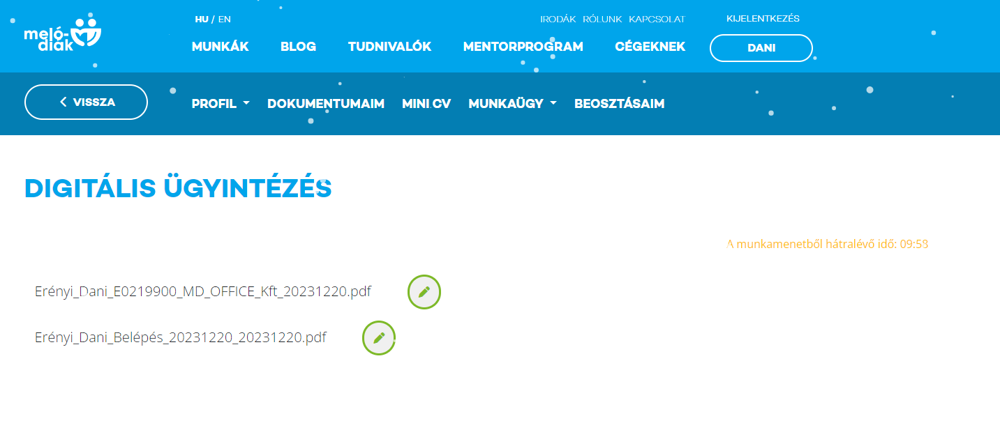 HU / EN
IRODÁK RÓLUNK KAPCSOLAT
KIJELENTKEZÉS
meló-
diák
MUNKÁK BLOG TUDNIVALÓK MENTORPROGRAM CÉGEKNEK
DANI
VISSZA
PROFIL DOKUMENTUMAIM MINI CV MUNKAÜGY BEOSZTÁSAIM
DIGITÁLIS ÜGYINTÉZÉS
A munkamenetből hátralévő idő: 09:58
Erényi_Dani_E0219900_MD_OFFICE_Kft_20231220.pdf
Erényi_Dani_Belépés_20231220_20231220.pdf